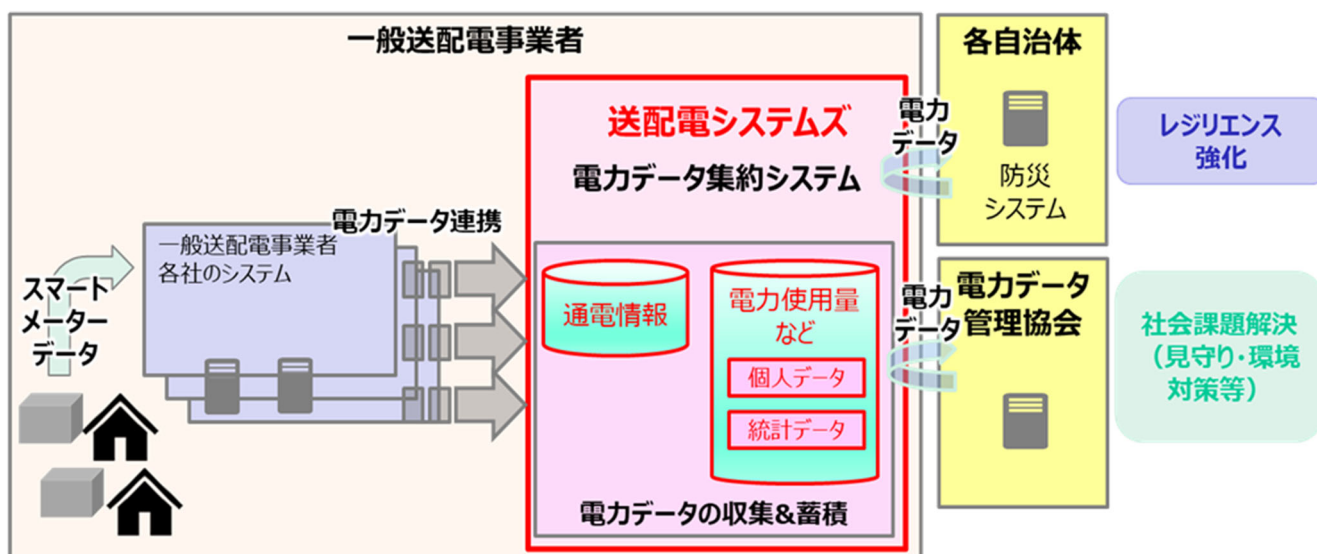 一般送配電事業者
スマート
メーター
データ
一般送配電事業者
各社のシステム
電力データ連携
送配電システムズ
電力データ集約システム
通電情報
電力使用量
など
個人データ
統計データ
電力データの収集&蓄積
電力
データ
各自治体
防災
システム
レジリエンス
強化
電力
データ
電力データ
管理協会
社会課題解決
（見守り・環境
対策等）